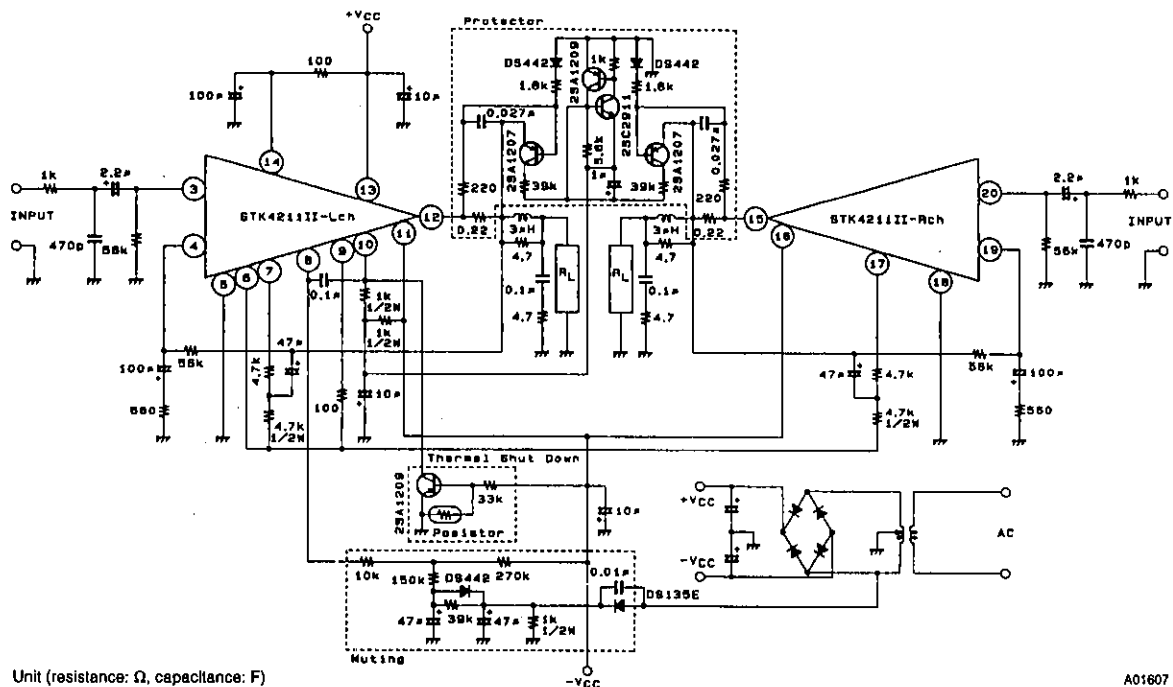 +VCC
Protector
100
100μ
10μ
DS442
1.8k
2SA1209
1k
DS442
1.8k
0.027μ
2SA1207
39k
5.6k
1μ
2SC2911
2SA1207
39k
0.027μ
14
13
1k
2.2μ
3
INPUT
470p
56k
STK4211II-Lch
4
12
220
0.22
3μH
4.7
RL
0.1μ
4.7
3μH
0.22
220
4.7
RL
0.1μ
4.7
15
STK4211II-Rch
20
2.2μ
1k
INPUT
56k
470p
19
16
17
18
5
6
7
8
9
10
11
0.1μ
1k
1/2W
1k
1/2W
56k
100μ
560
47μ
4.7k
4.7k
1/2W
100
10μ
47μ
4.7k
4.7k
1/2W
56k
100μ
560
Thermal Shut Down
2SA1209
33k
Posistor
10μ
+VCC
-VCC
AC
10k
150k
DS442
270k
0.01μ
DS135E
39k
47μ
47μ
1k
1/2W
Muting
-VCC
Unit (resistance: Ω, capacitance: F)
A01607